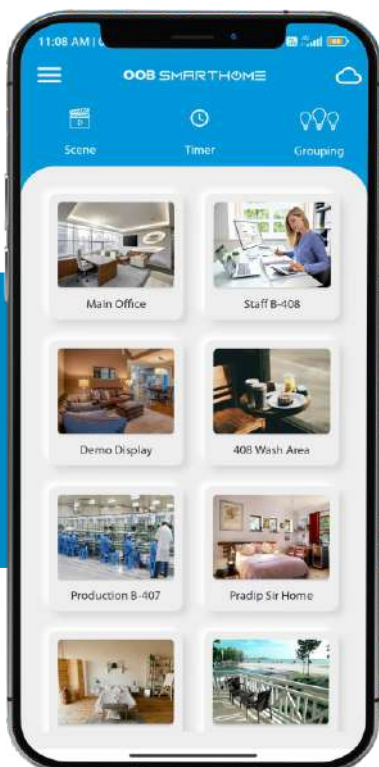 11:08 AM |
OOB SMARTHOME
Scene
Timer
Grouping
Main Office
Staff B-408
Demo Display
408 Wash Area
Production B-407
Pradip Sir Home